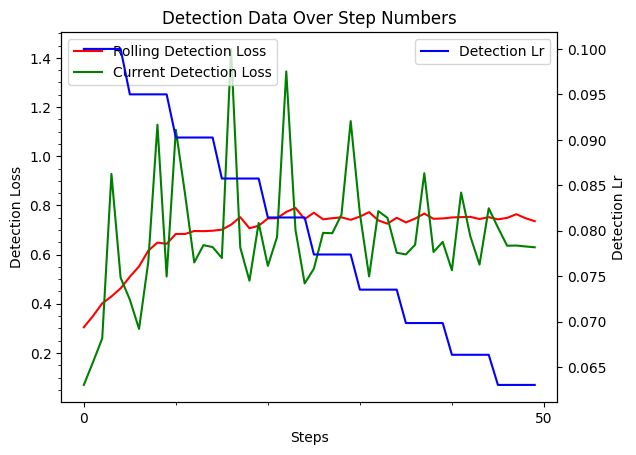 Detection Data Over Step Numbers
Rolling Detection Loss
Current Detection Loss
Detection Lr
1.4
1.2
1.0
0.8
0.6
0.4
0.2
Detection Loss
0.100
0.095
0.090
0.085
0.080
0.075
0.070
0.065
Detection Lr
0
50
Steps